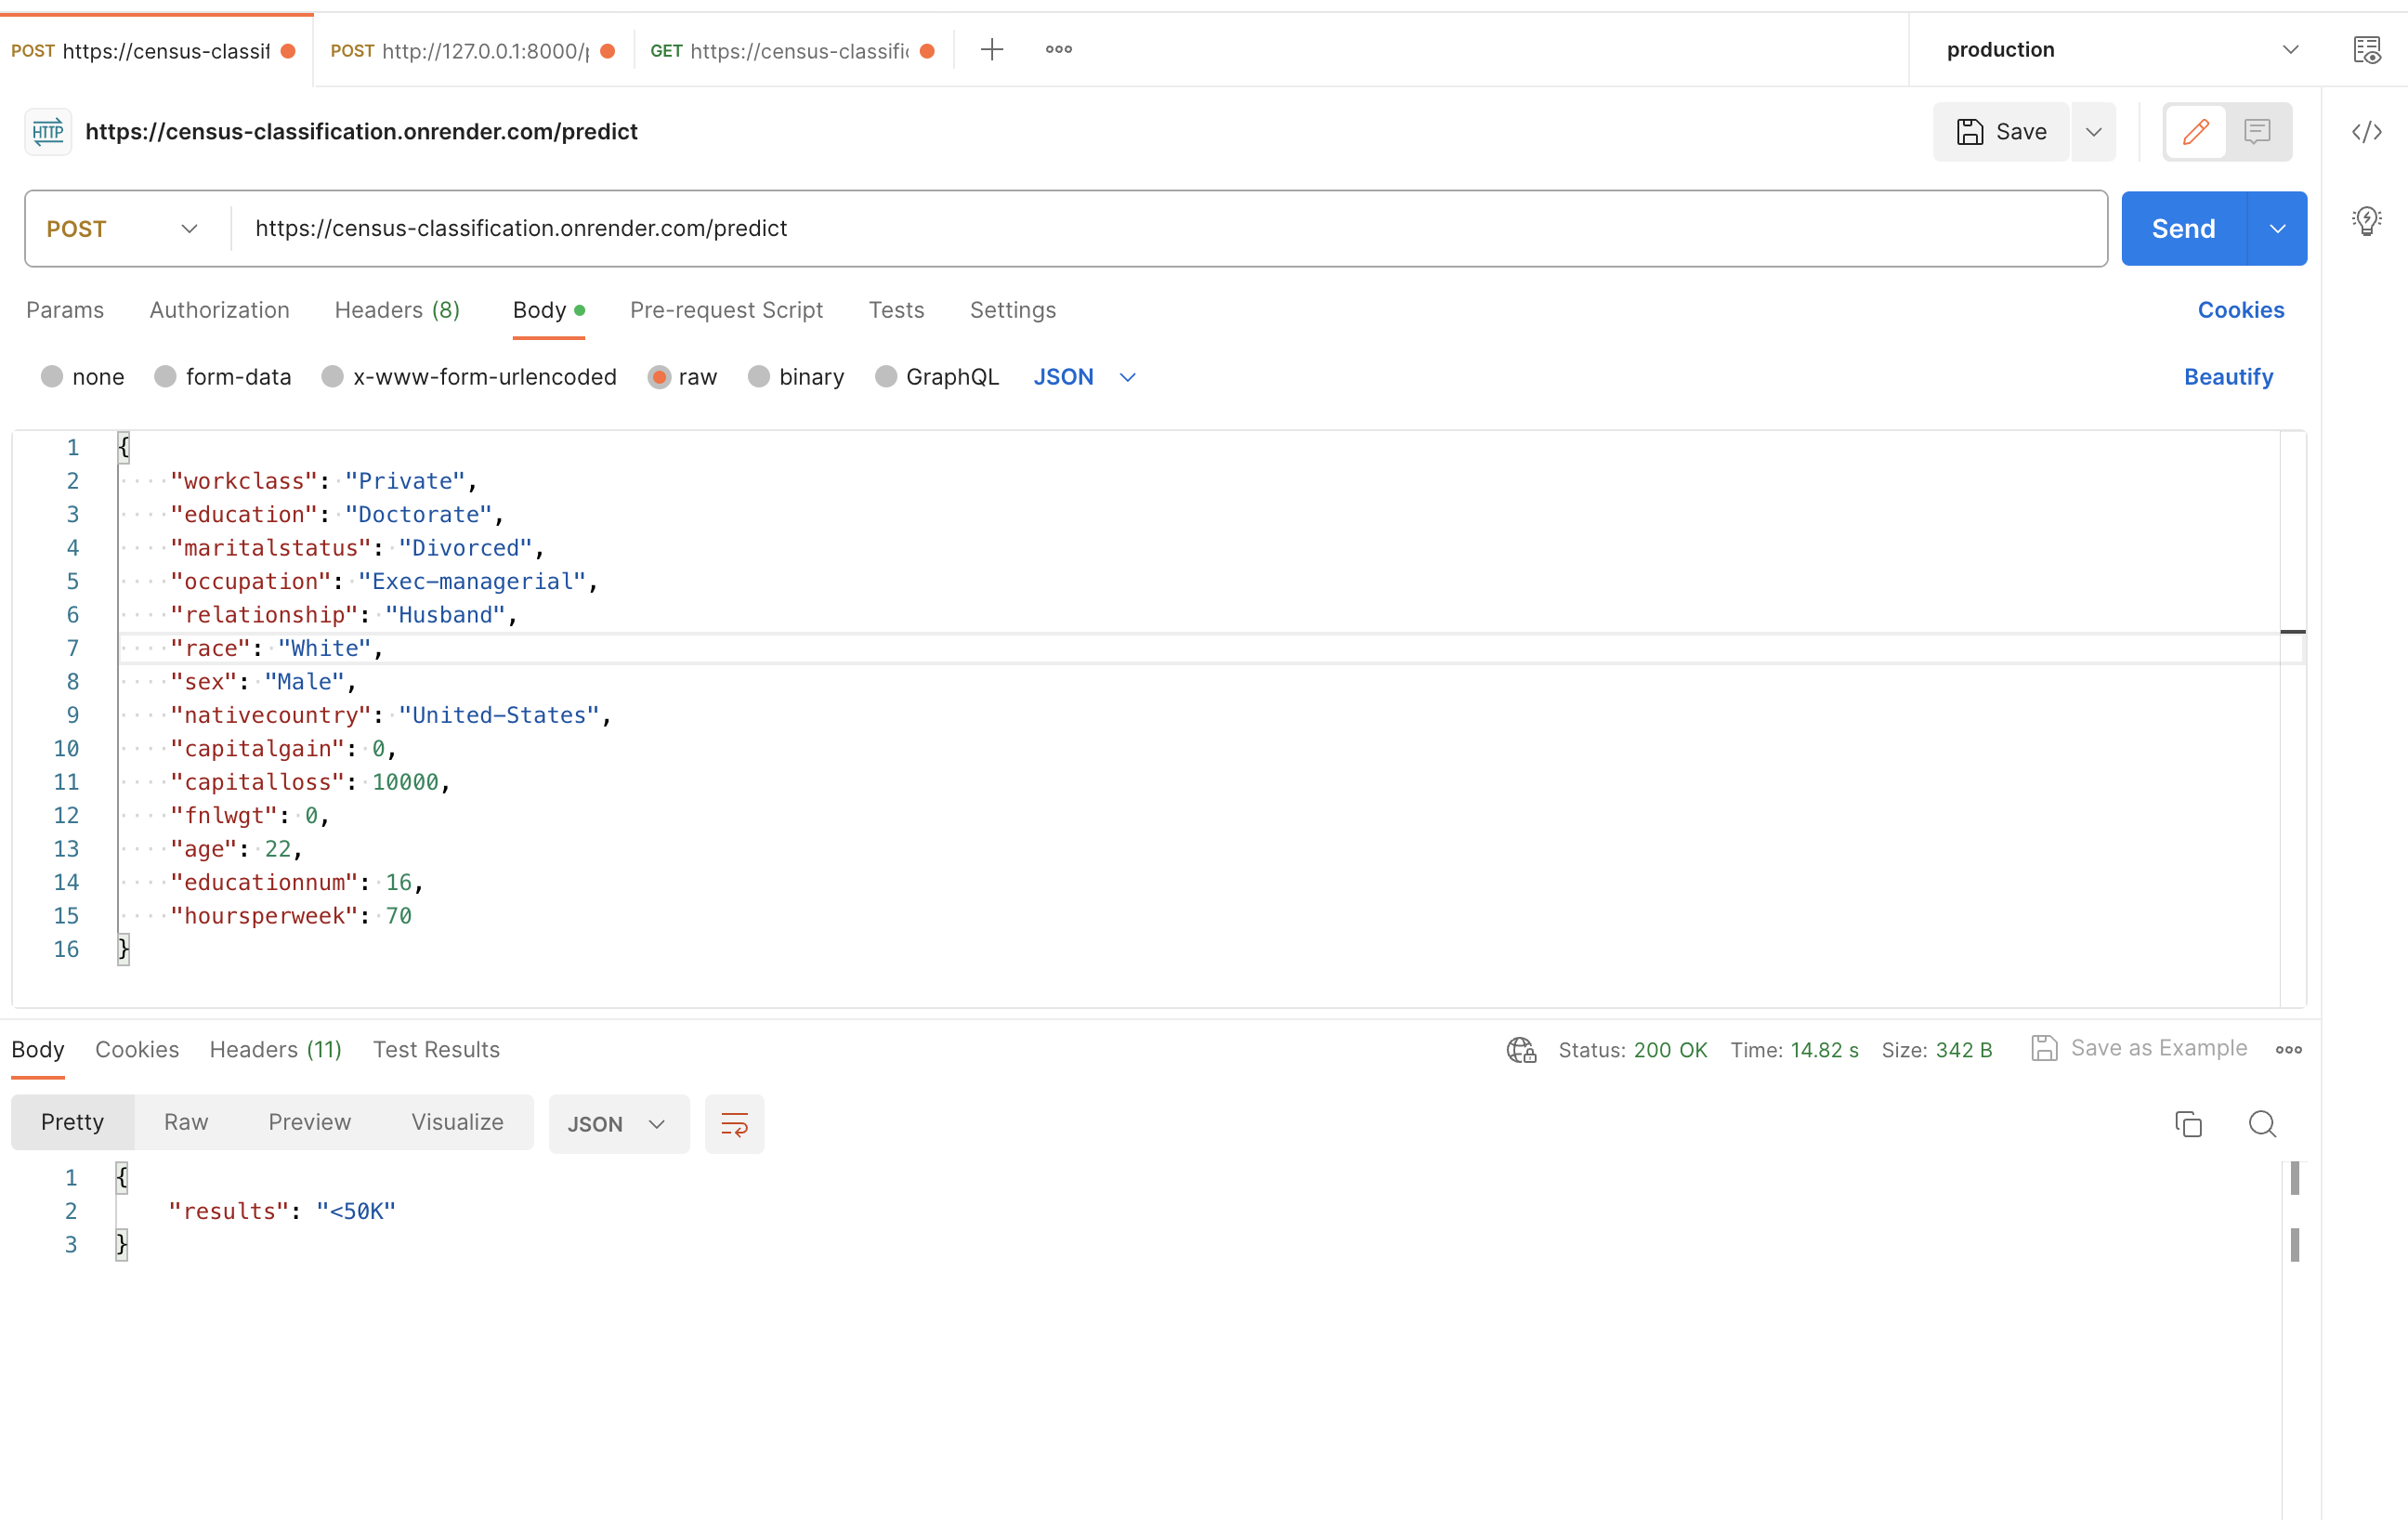 POST https://census-classif POST http://127.0.0.1:8000/p GET https://census-classific production
HTTP https://census-classification.onrender.com/predict Save
POST https://census-classification.onrender.com/predict Send
Params Authorization Headers (8) Body Pre-request Script Tests Settings Cookies
none form-data x-www-form-urlencoded raw binary GraphQL JSON Beautify
1 {
2 "workclass": "Private",
3 "education": "Doctorate",
4 "maritalstatus": "Divorced",
5 "occupation": "Exec-managerial",
6 "relationship": "Husband",
7 "race": "White",
8 "sex": "Male",
9 "nativecountry": "United-States",
10 "capitalgain": 0,
11 "capitalloss": 10000,
12 "fnlwgt": 0,
13 "age": 22,
14 "educationnum": 16,
15 "hoursperweek": 70
16 }
Body Cookies Headers (11) Test Results Status: 200 OK Time: 14.82 s Size: 342 B Save as Example
Pretty Raw Preview Visualize JSON
1 {
2 "results": "<50K"
3 }